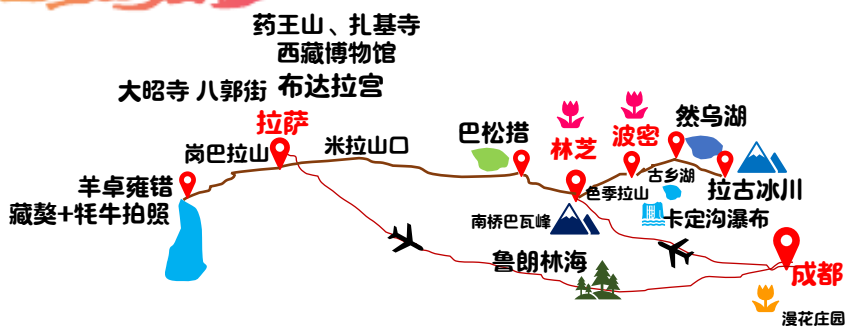 药王山、扎基寺
西藏博物馆
大昭寺 八郭街 布达拉宫
拉萨
岗巴拉山
米拉山口
巴松措
林芝
波密
然乌湖
羊卓雍错
藏獒+牦牛拍照
色季拉山
古乡湖
拉古冰川
南桥巴瓦峰
卡定沟瀑布
鲁朗林海
成都
漫花庄园